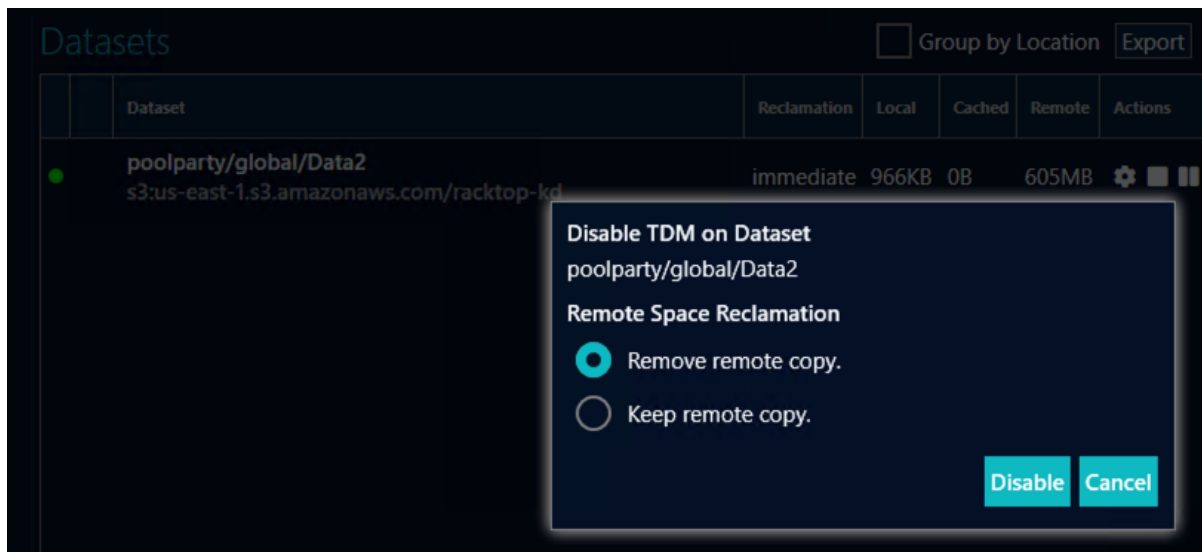 Datasets
Group by Location Export
Dataset Reclamation Local Cached Remote Actions
poolparty/global/Data2
s3:us-east-1.s3.amazonaws.com/racktop-kd
immediate 966KB 0B 605MB
Disable TDM on Dataset
poolparty/global/Data2
Remote Space Reclamation
Remove remote copy.
Keep remote copy.
Disable Cancel